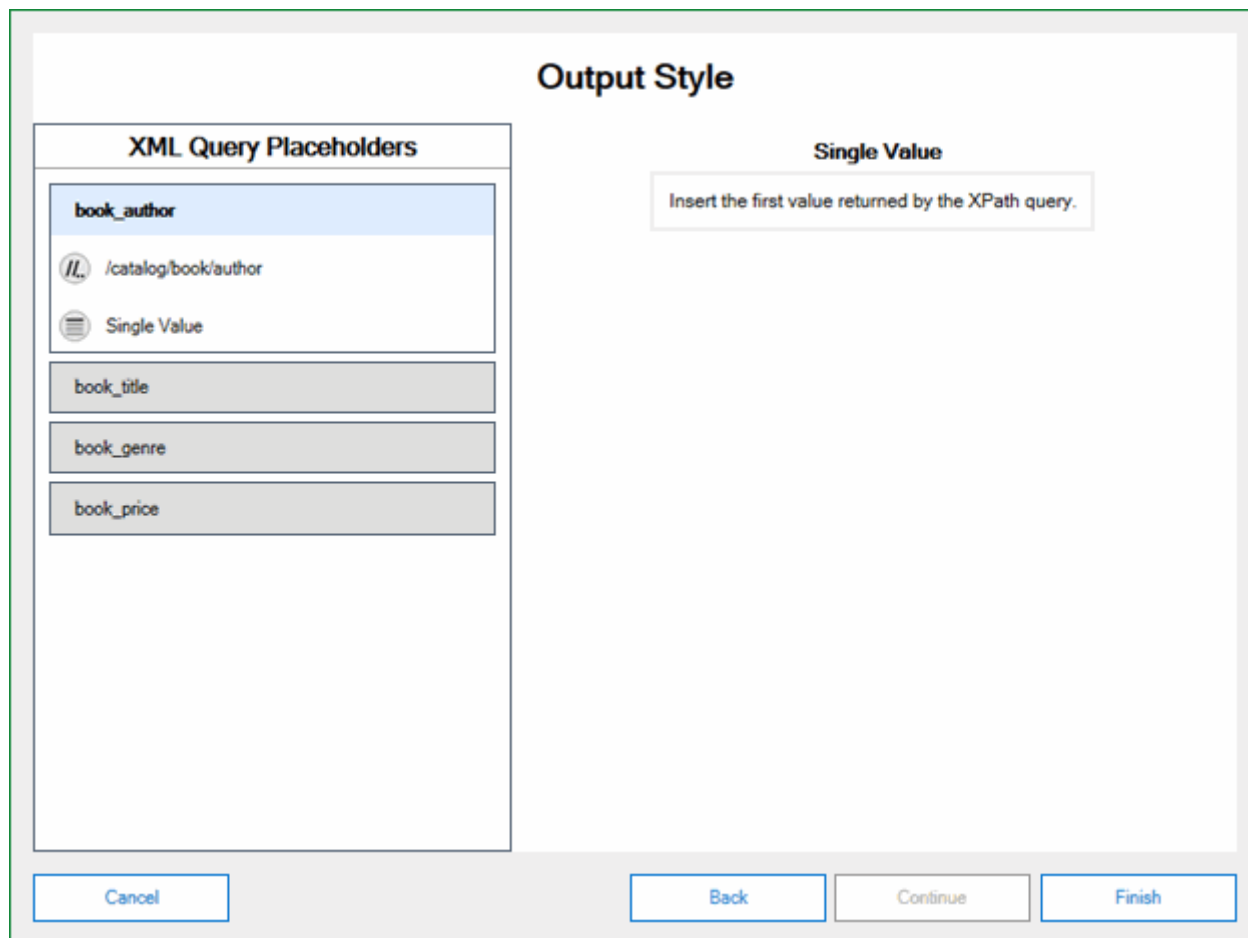 Output Style
XML Query Placeholders
book_author
//..
/catalog/book/author
Single Value
book_title
book_genre
book_price
Single Value
Insert the first value returned by the XPath query.
Cancel
Back
Continue
Finish